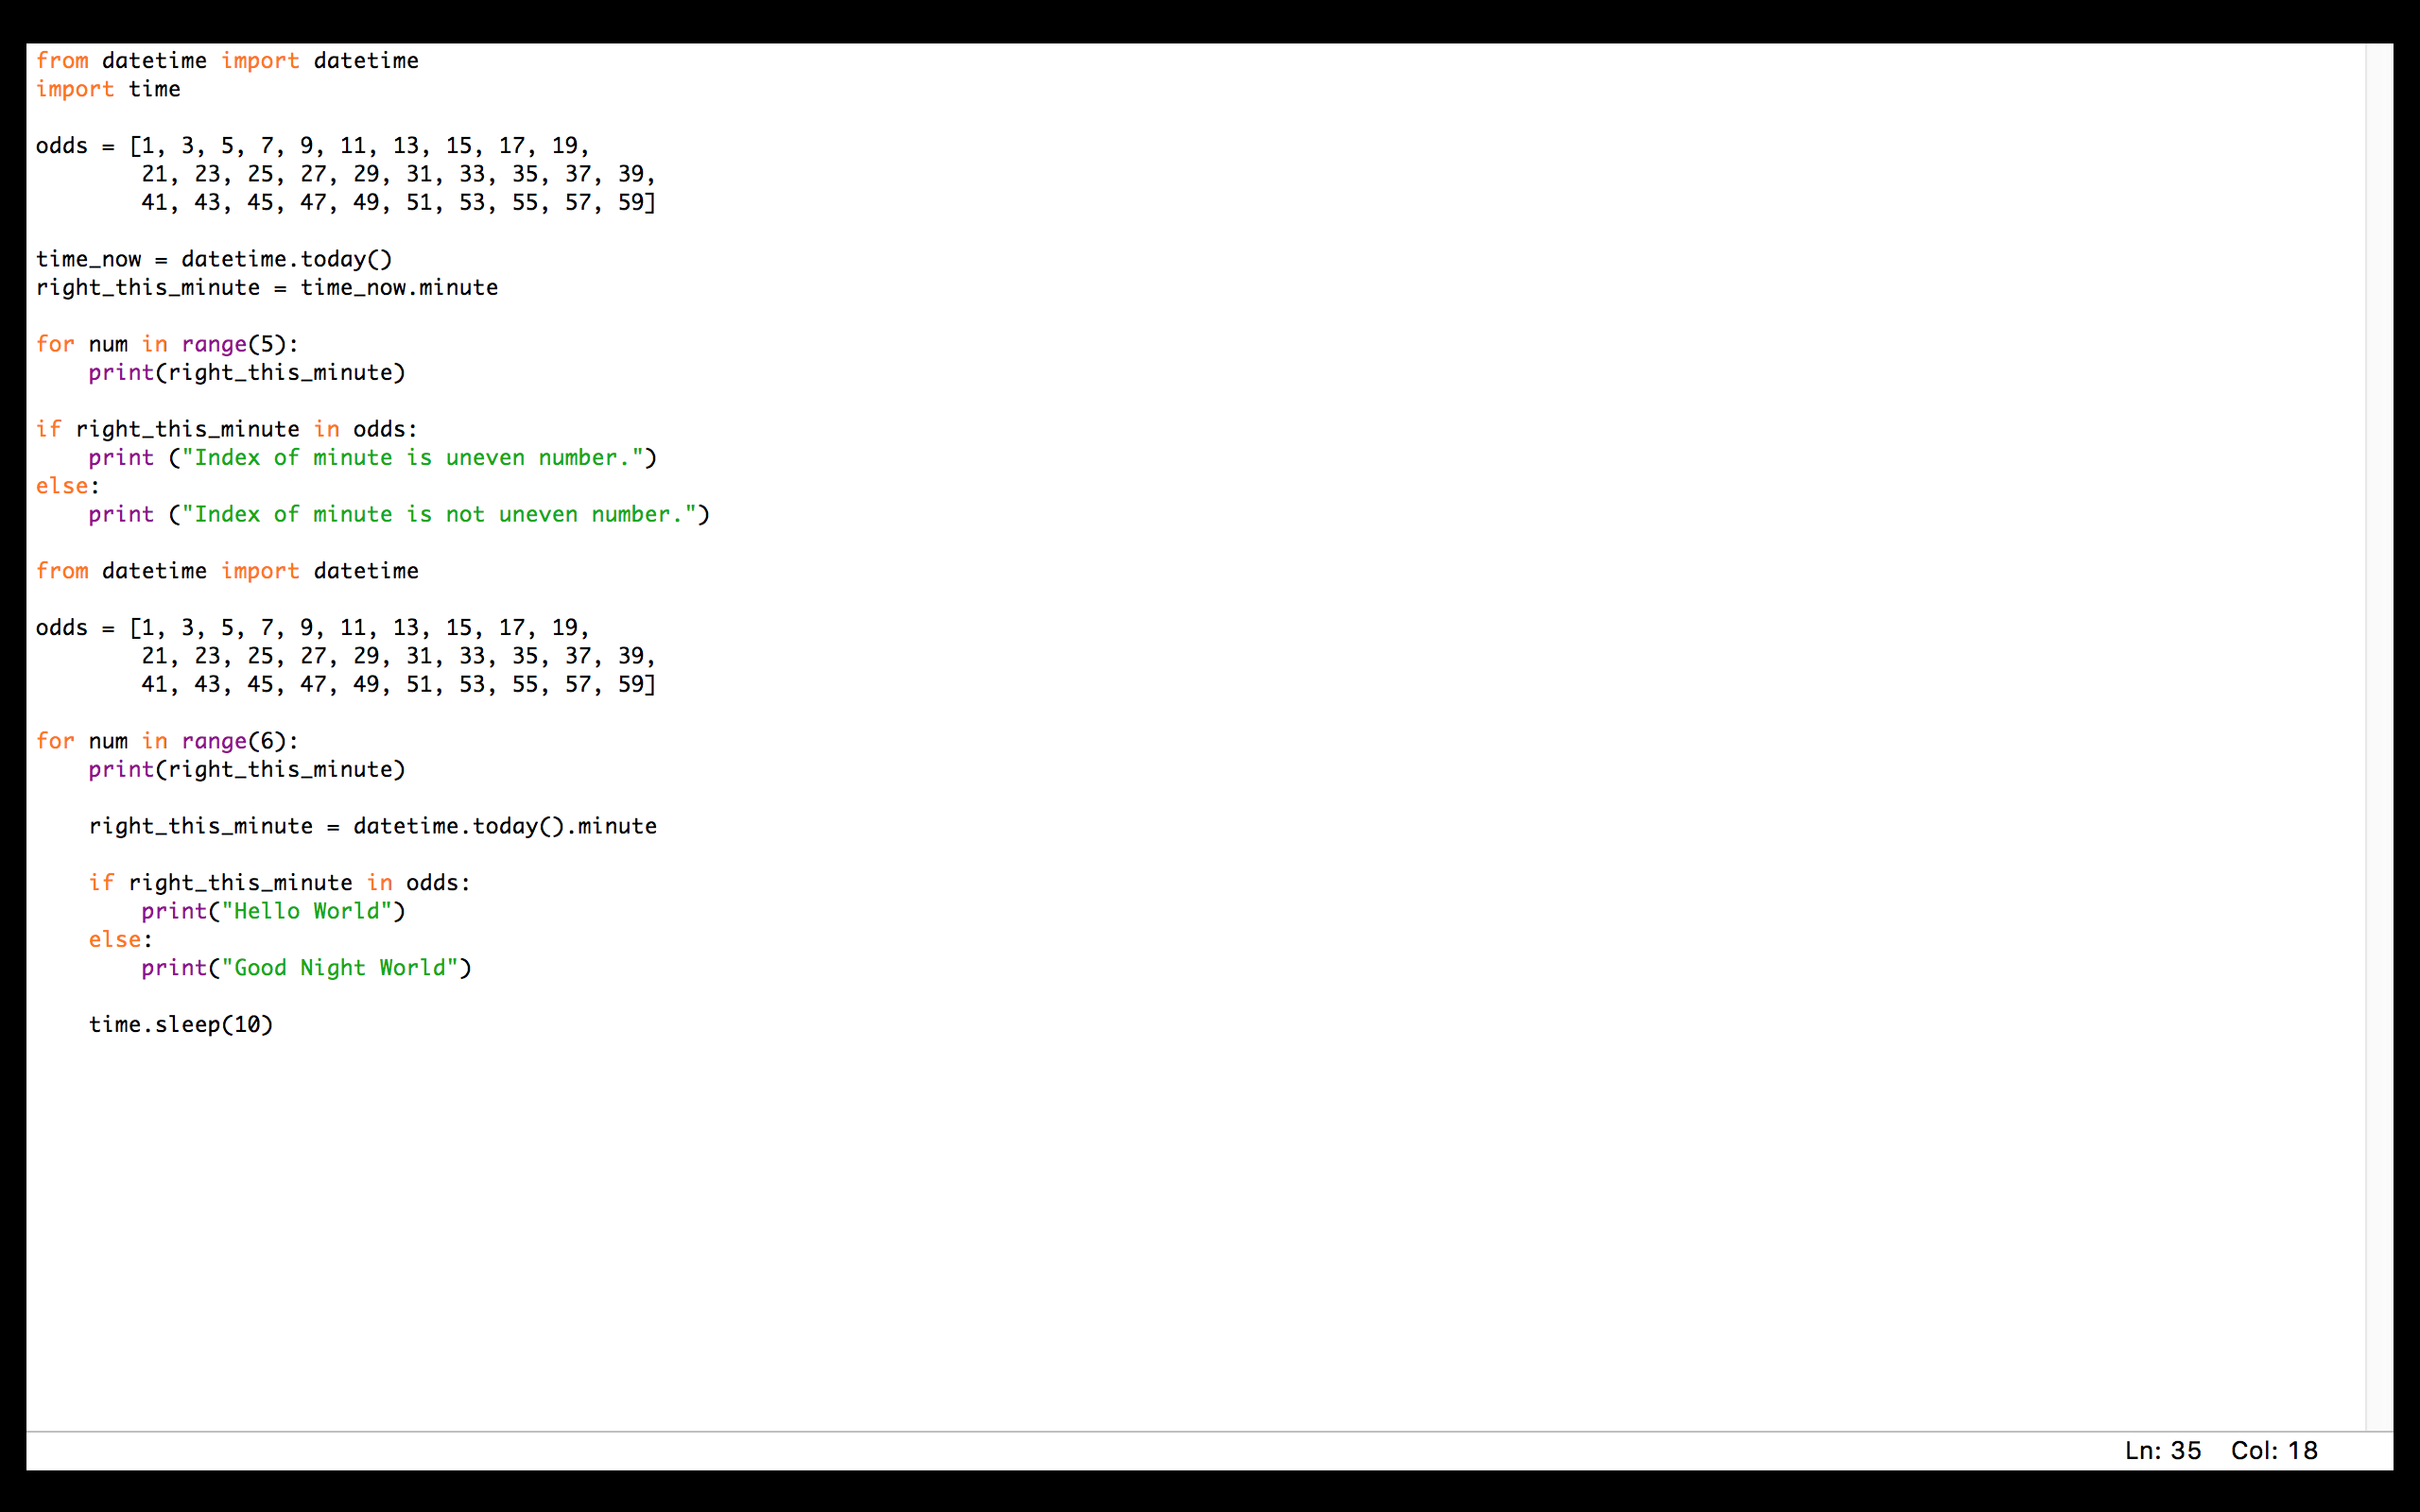 from datetime import datetime
import time

odds = [1, 3, 5, 7, 9, 11, 13, 15, 17, 19,
        21, 23, 25, 27, 29, 31, 33, 35, 37, 39,
        41, 43, 45, 47, 49, 51, 53, 55, 57, 59]

time_now = datetime.today()
right_this_minute = time_now.minute

for num in range(5):
    print(right_this_minute)

if right_this_minute in odds:
    print ("Index of minute is uneven number.")
else:
    print ("Index of minute is not uneven number.")

from datetime import datetime

odds = [1, 3, 5, 7, 9, 11, 13, 15, 17, 19,
        21, 23, 25, 27, 29, 31, 33, 35, 37, 39,
        41, 43, 45, 47, 49, 51, 53, 55, 57, 59]

for num in range(6):
    print(right_this_minute)

    right_this_minute = datetime.today().minute

    if right_this_minute in odds:
        print("Hello World")
    else:
        print("Good Night World")

    time.sleep(10)

Ln: 35 Col: 18